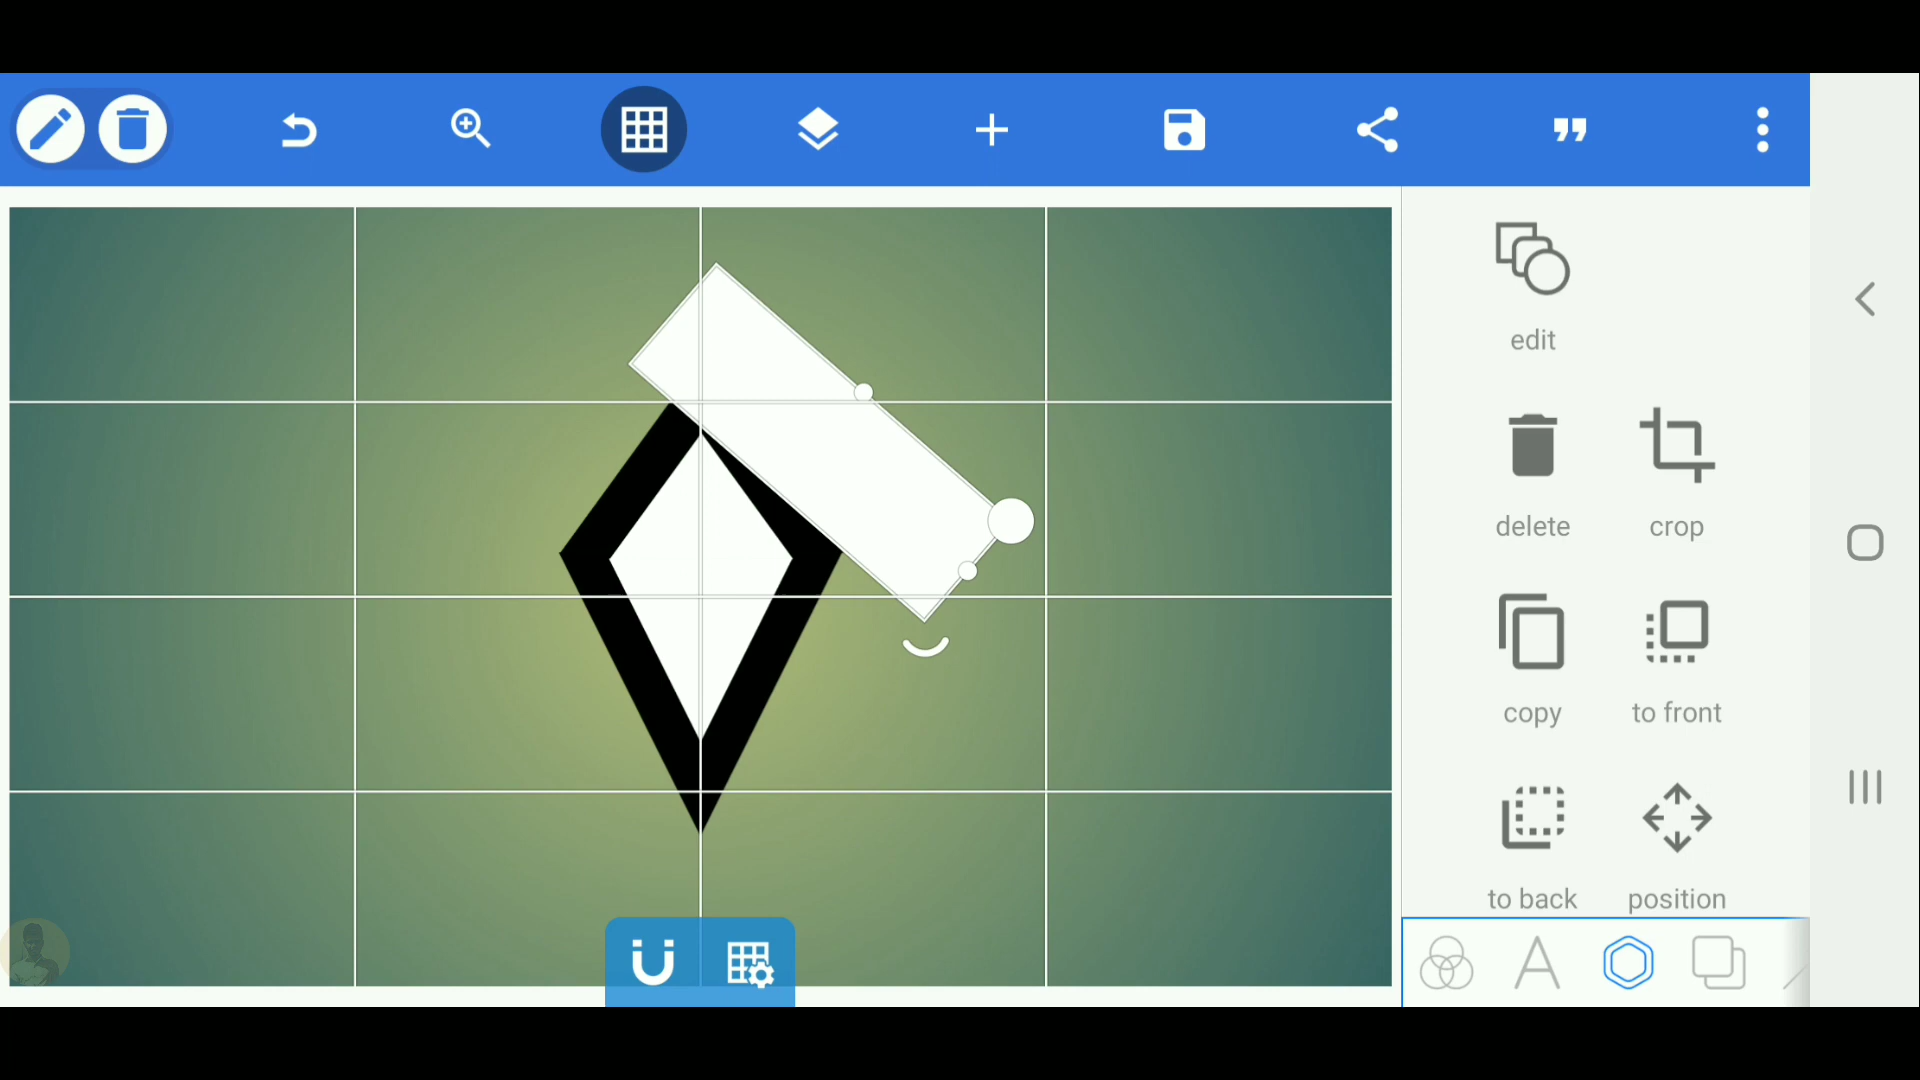 edit
delete
crop
copy
to front
to back
position